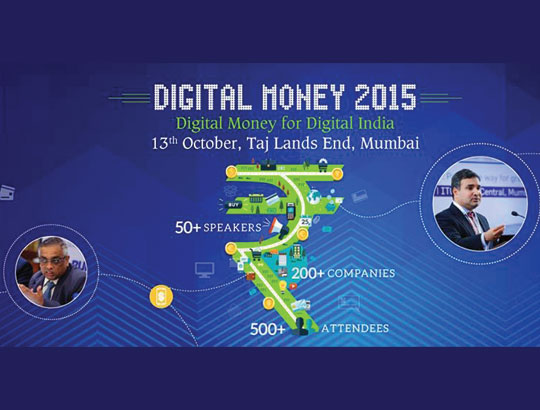 DIGITAL MONEY 2015
Digital Money for Digital India
13th October, Taj Lands End, Mumbai
BUY
50+ SPEAKERS
200+ COMPANIES
500+ ATTENDEES